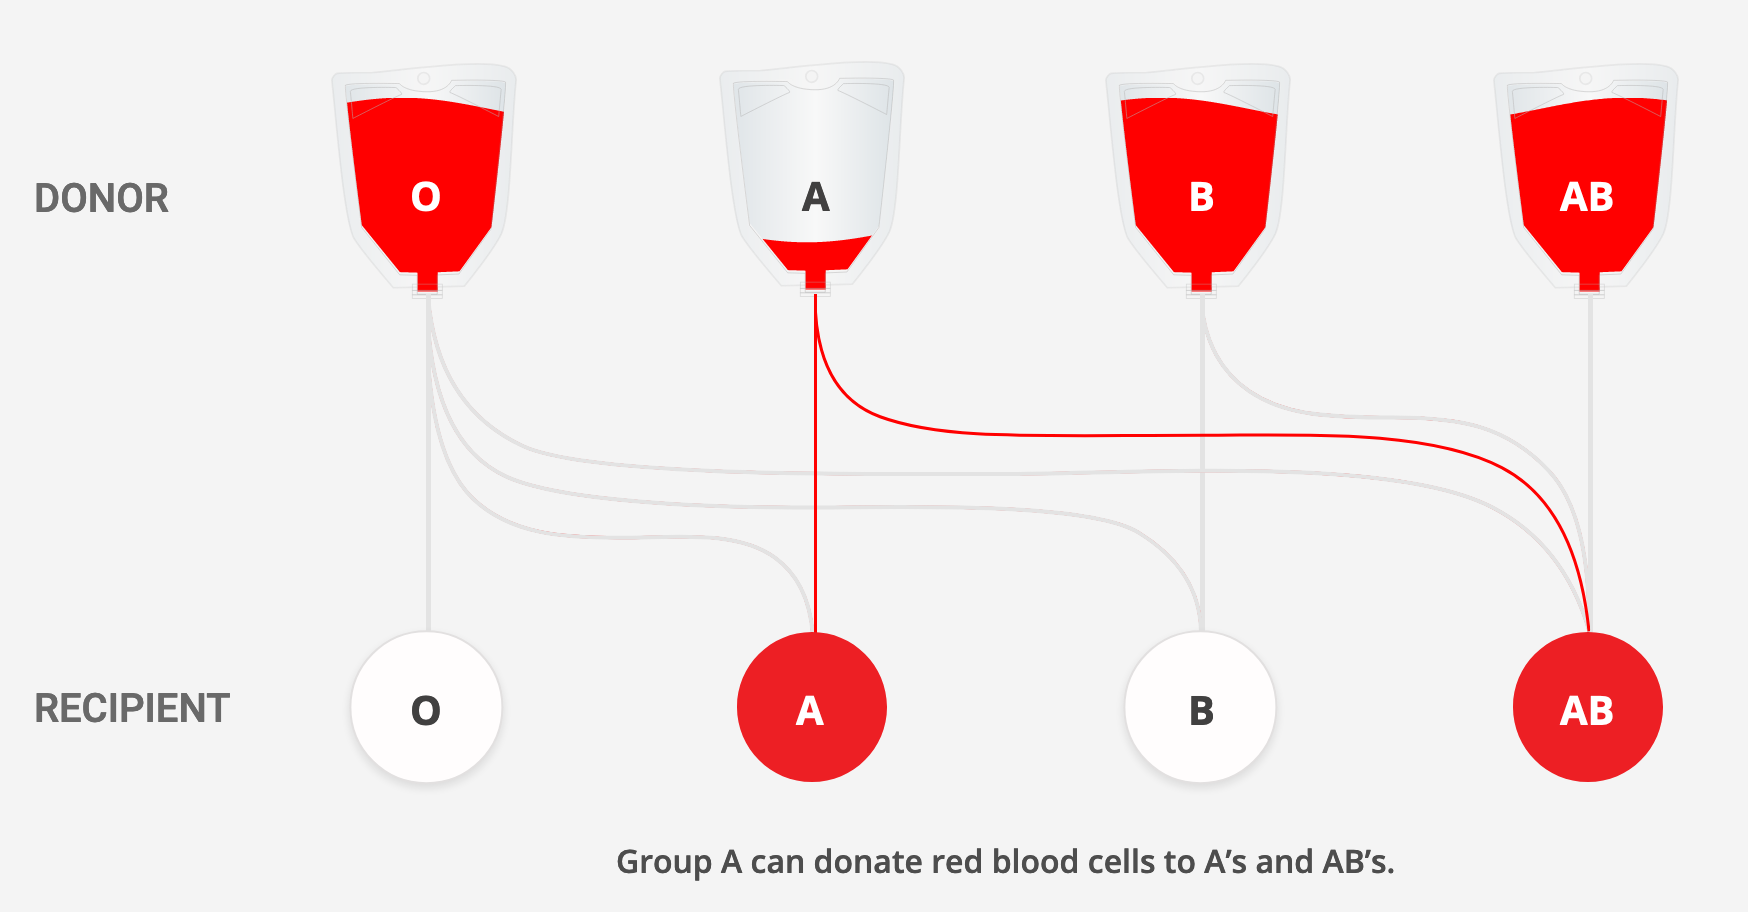 DONOR
O
A
B
AB
RECIPIENT
O
A
B
AB
Group A can donate red blood cells to A’s and AB’s.